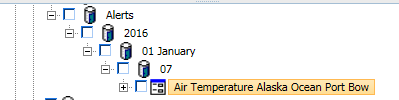 Alerts
2016
01 January
07
Air Temperature Alaska Ocean Port Bow